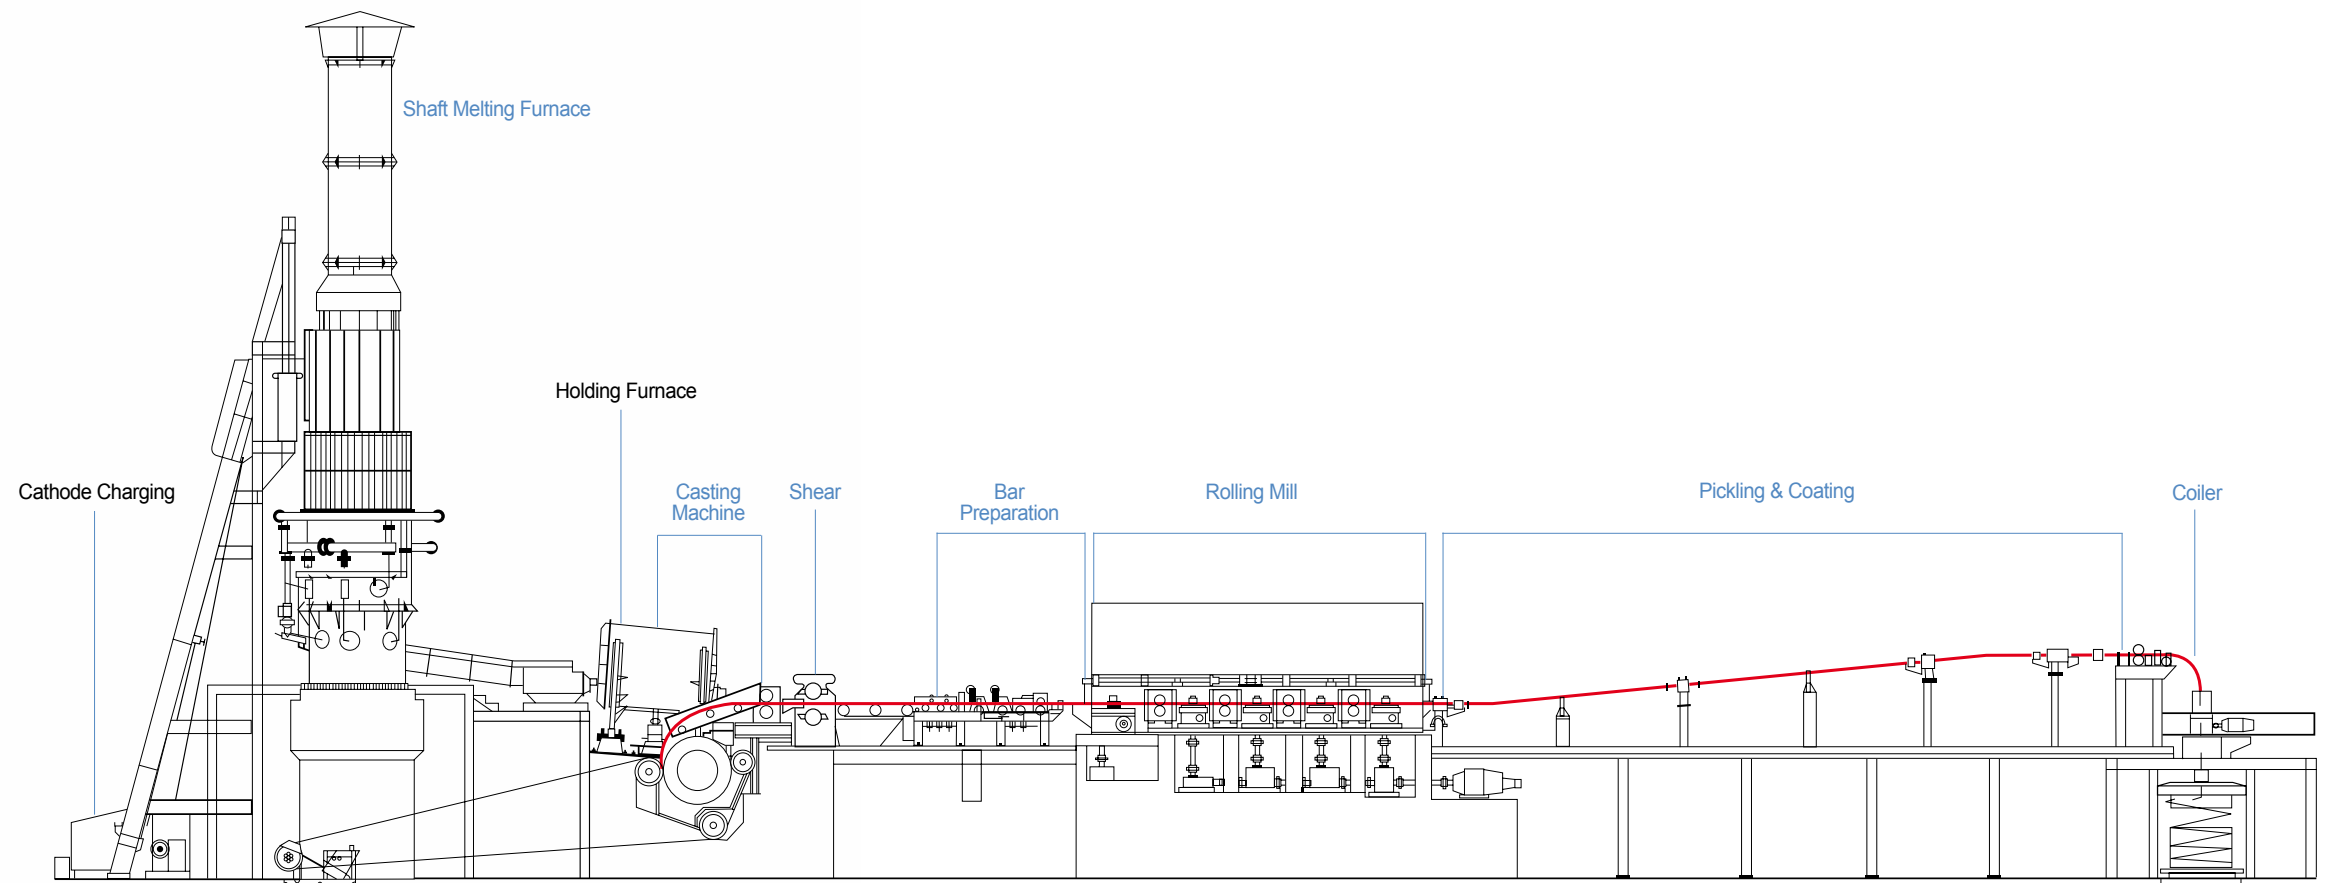 Shaft Melting Furnace
Holding Furnace
Cathode Charging
Casting
Machine
Shear
Bar
Preparation
Rolling Mill
Pickling & Coating
Coiler